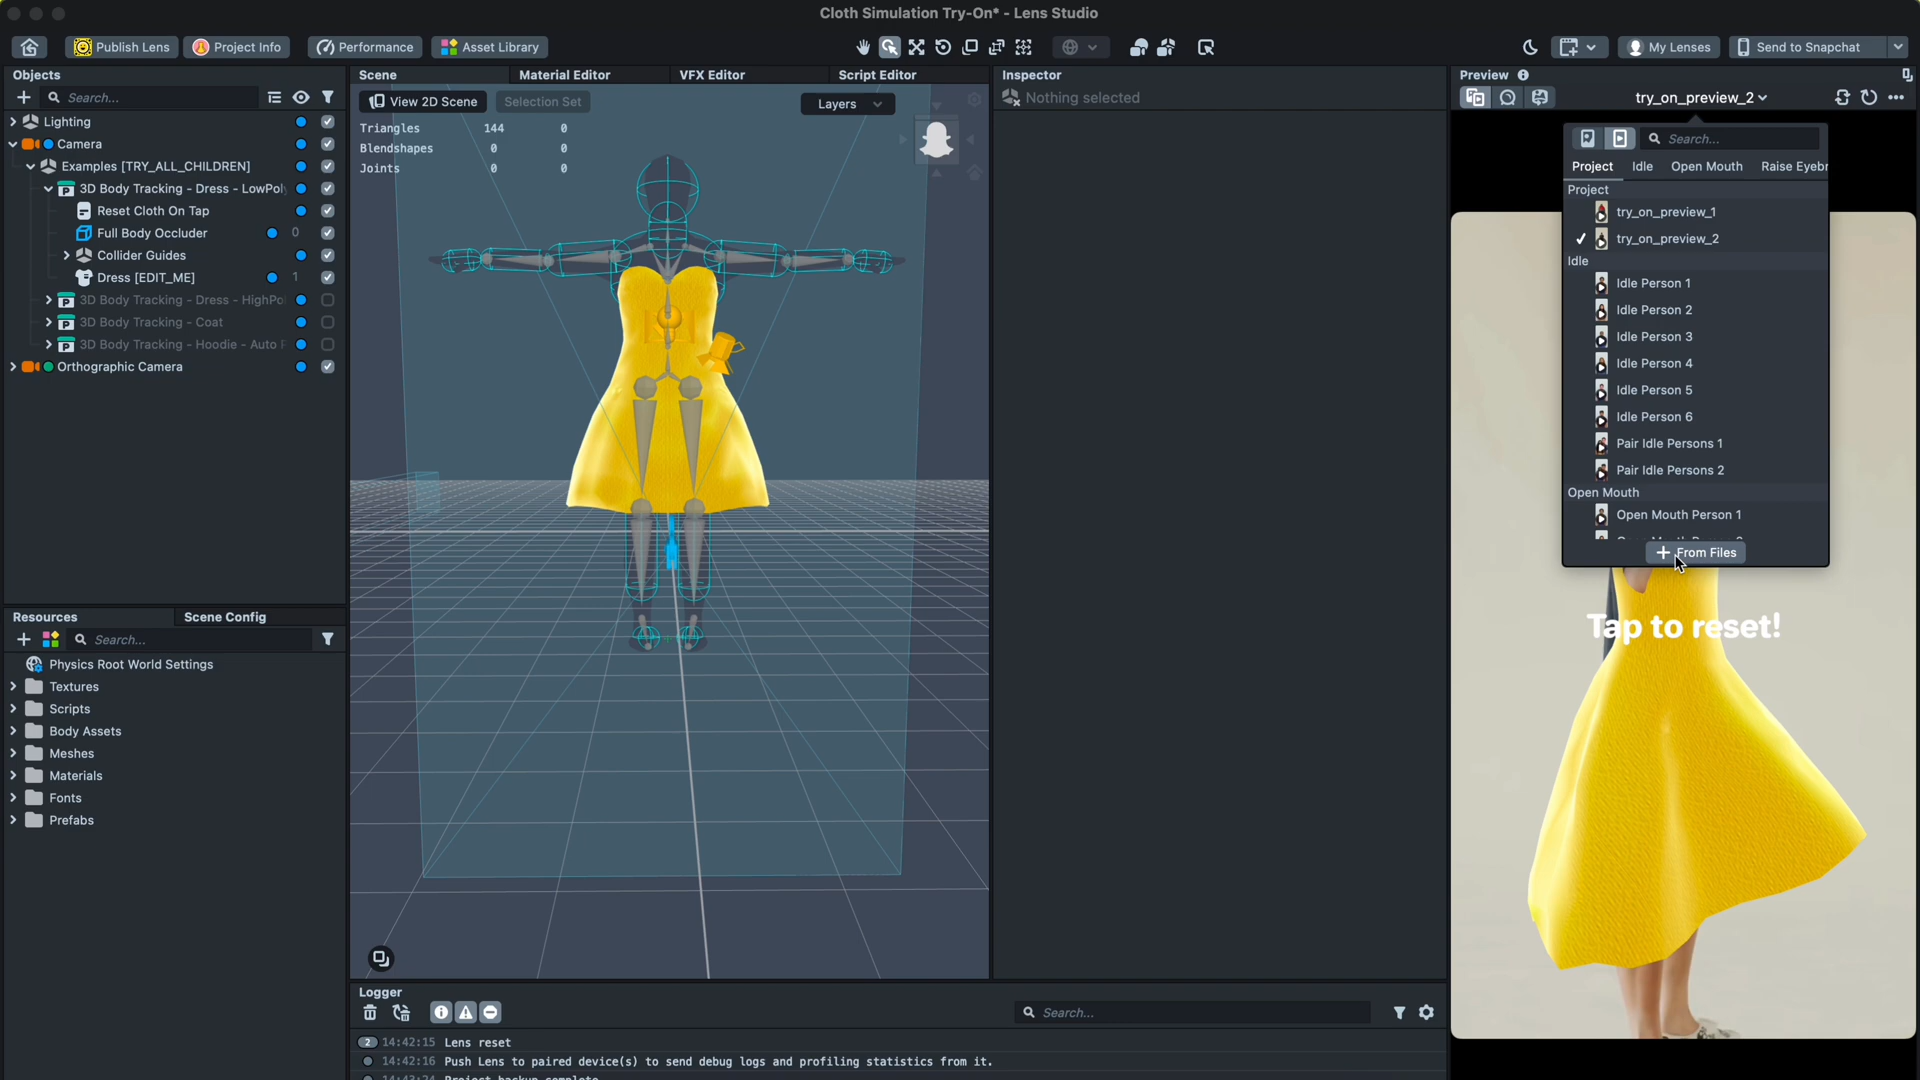 Cloth Simulation Try-On* - Lens Studio
Publish Lens
Project Info
Performance
Asset Library
My Lenses
Send to Snapchat
Objects
Search...
Lighting
Camera
Examples [TRY_ALL_CHILDREN]
3D Body Tracking - Dress - LowPol
Reset Cloth On Tap
Full Body Occluder 0
Collider Guides
Dress [EDIT_ME] 1
3D Body Tracking - Dress - HighPo
3D Body Tracking - Coat
3D Body Tracking - Hoodie - Auto
Orthographic Camera
Resources
Scene Config
Search...
Physics Root World Settings
Textures
Scripts
Body Assets
Meshes
Materials
Fonts
Prefabs
Scene
Material Editor
VFX Editor
Script Editor
View 2D Scene
Selection Set
Layers
Triangles 144 0
Blendshapes 0 0
Joints 0 0
Inspector
Nothing selected
Logger
Search...
2 14:42:15 Lens reset
14:42:16 Push Lens to paired device(s) to send debug logs and profiling statistics from it.
14:43:24 Project backup complete
Preview
try_on_preview_2
Search...
Project
Idle
Open Mouth
Raise Eyebr
Project
try_on_preview_1
try_on_preview_2
Idle
Idle Person 1
Idle Person 2
Idle Person 3
Idle Person 4
Idle Person 5
Idle Person 6
Pair Idle Persons 1
Pair Idle Persons 2
Open Mouth
Open Mouth Person 1
+ From Files
Tap to reset!